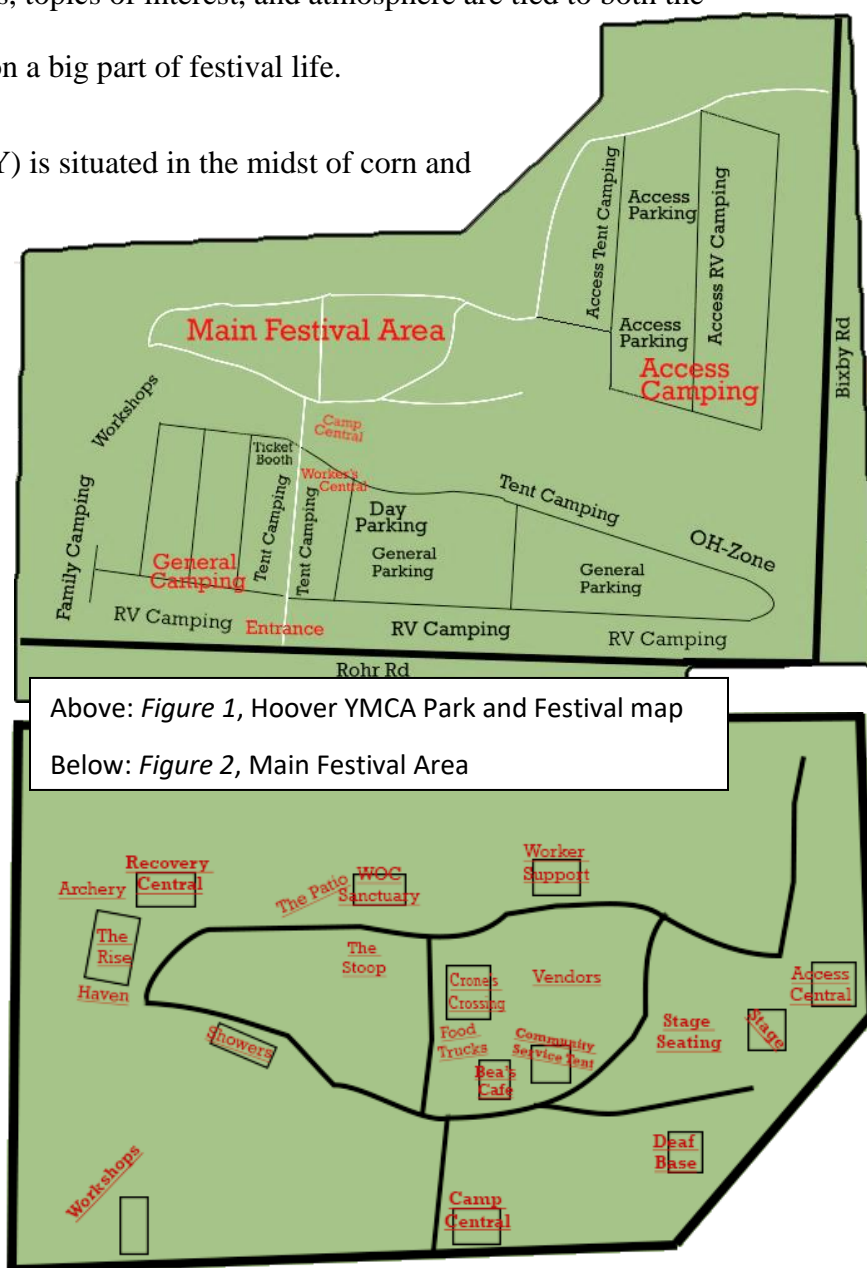 s, topics of interest, and atmosphere are tied to both the
on a big part of festival life.
Y) is situated in the midst of corn and
Access Tent Camping
Access
Parking
Access RV Camping
Main Festival Area
Access
Parking
Access
Camping
Bixby Rd
Workshops
Camp
Central
Ticket
Booth
Worker's
Central
Family Camping
Tent Camping
Tent Camping
Day
Parking
Tent Camping
General
Parking
OH-Zone
General
Camping
General
Parking
RV Camping
Entrance
RV Camping
RV Camping
Rohr Rd
Above: Figure 1, Hoover YMCA Park and Festival map
Below: Figure 2, Main Festival Area
Recovery
Central
Archery
The Patio
WOC
Sanctuary
Worker
Support
The
Rise
Haven
The
Stoop
Crone's
Crossing
Vendors
Access
Central
Showers
Food
Trucks
Community
Service Tent
Stage
Seating
Stage
Bea's
Cafe
Workshops
Deaf
Base
Camp
Central